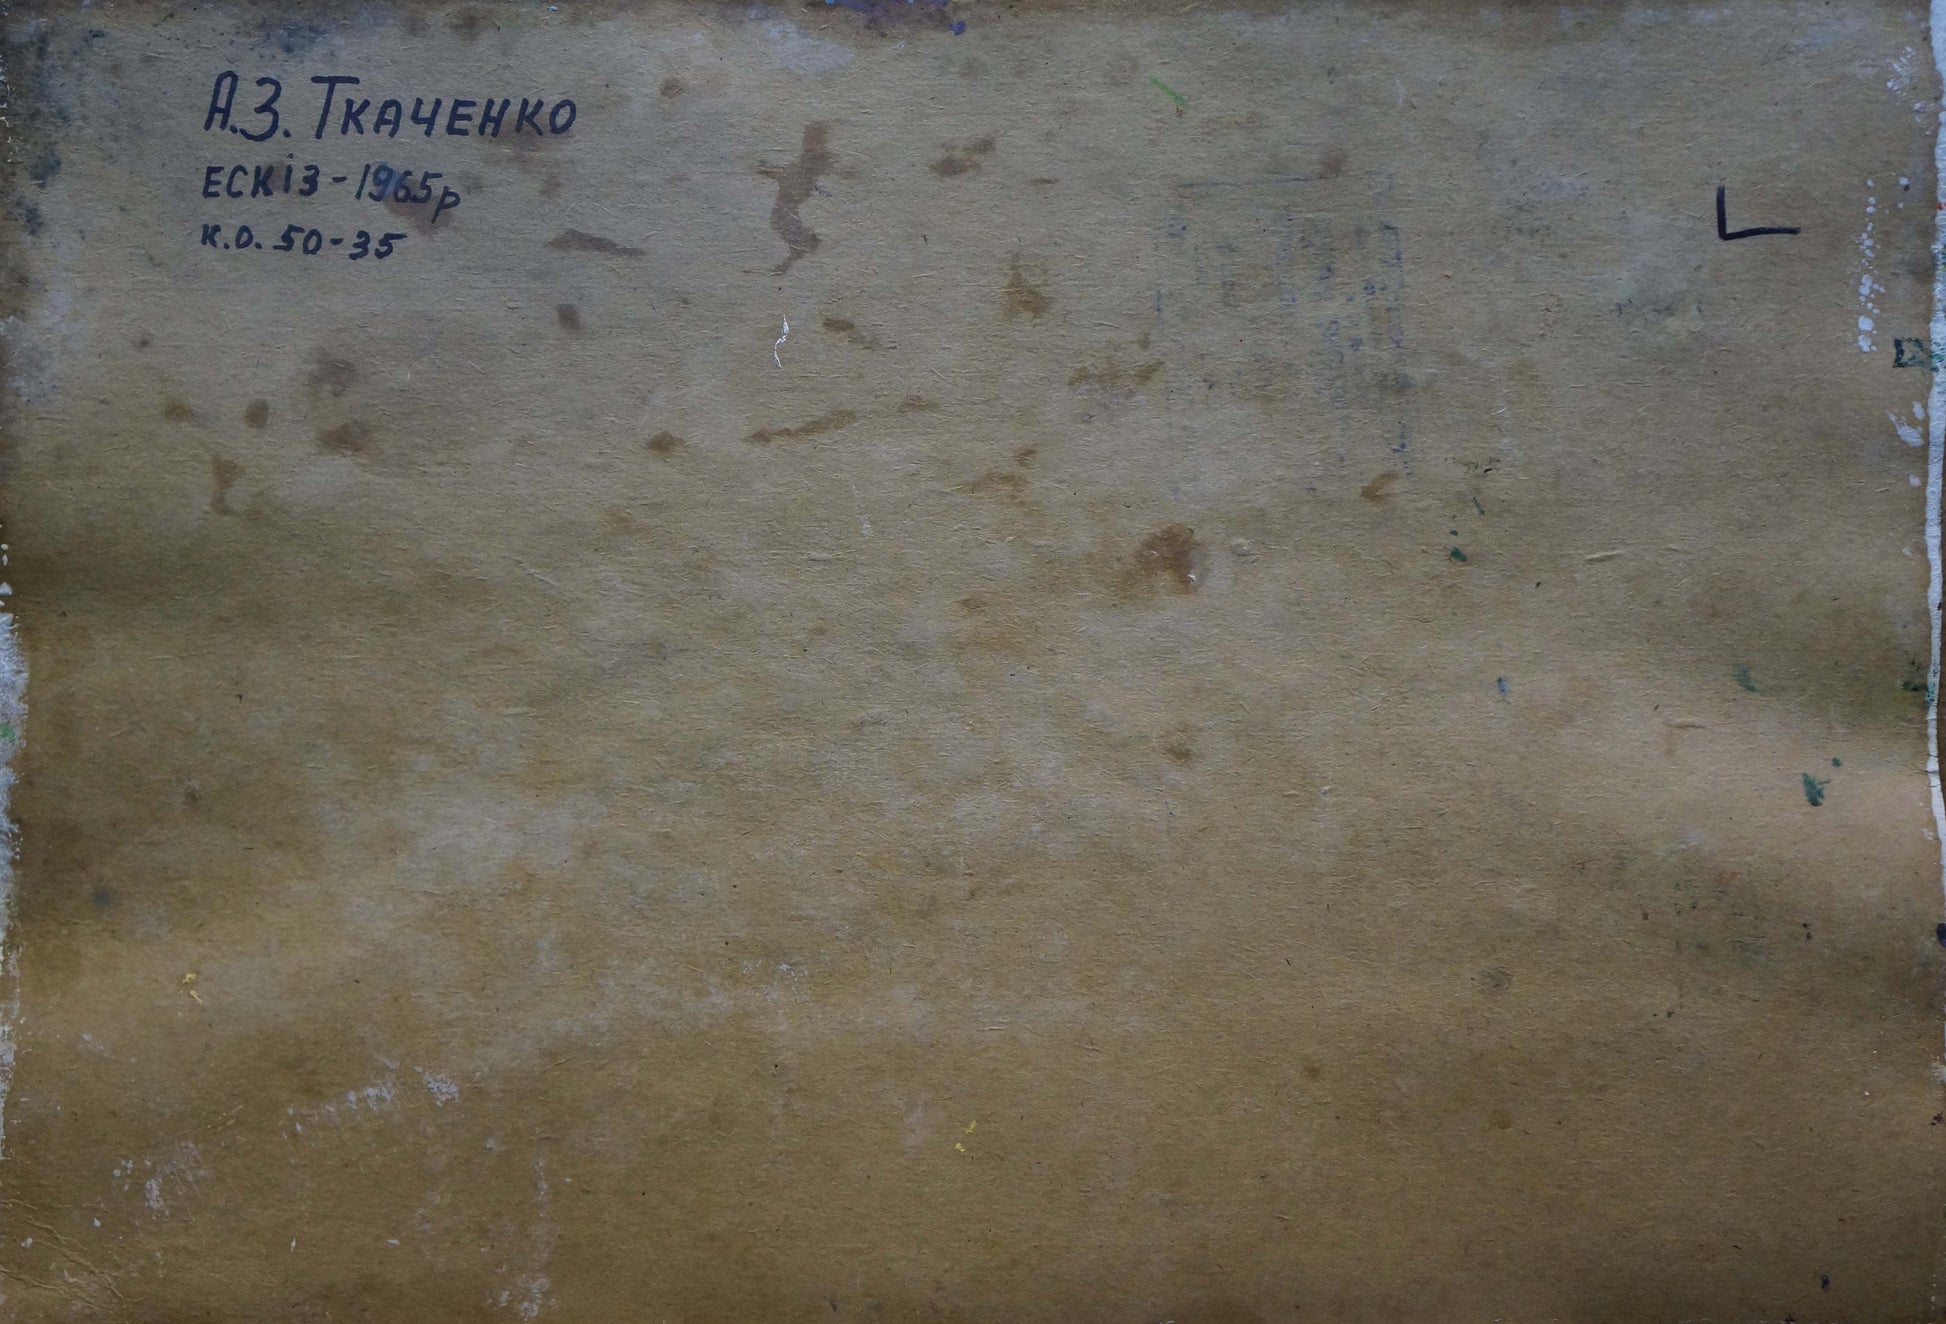 А.З. Ткаченко
ескіз-1965р
к.о. 50-35